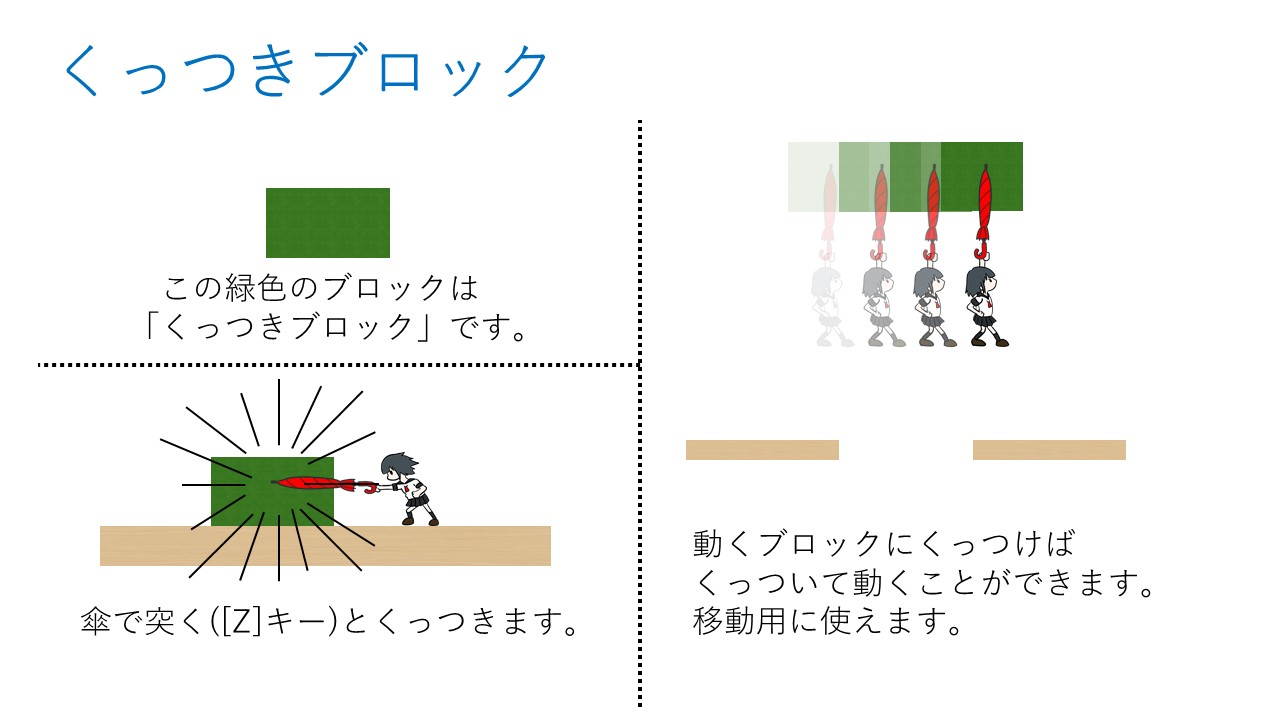 くっつきブロック
この緑色のブロックは
「くっつきブロック」です。
傘で突く([Z]キー)とくっつきます。
動くブロックにくっつけば
くっついて動くことができます。
移動用に使えます。